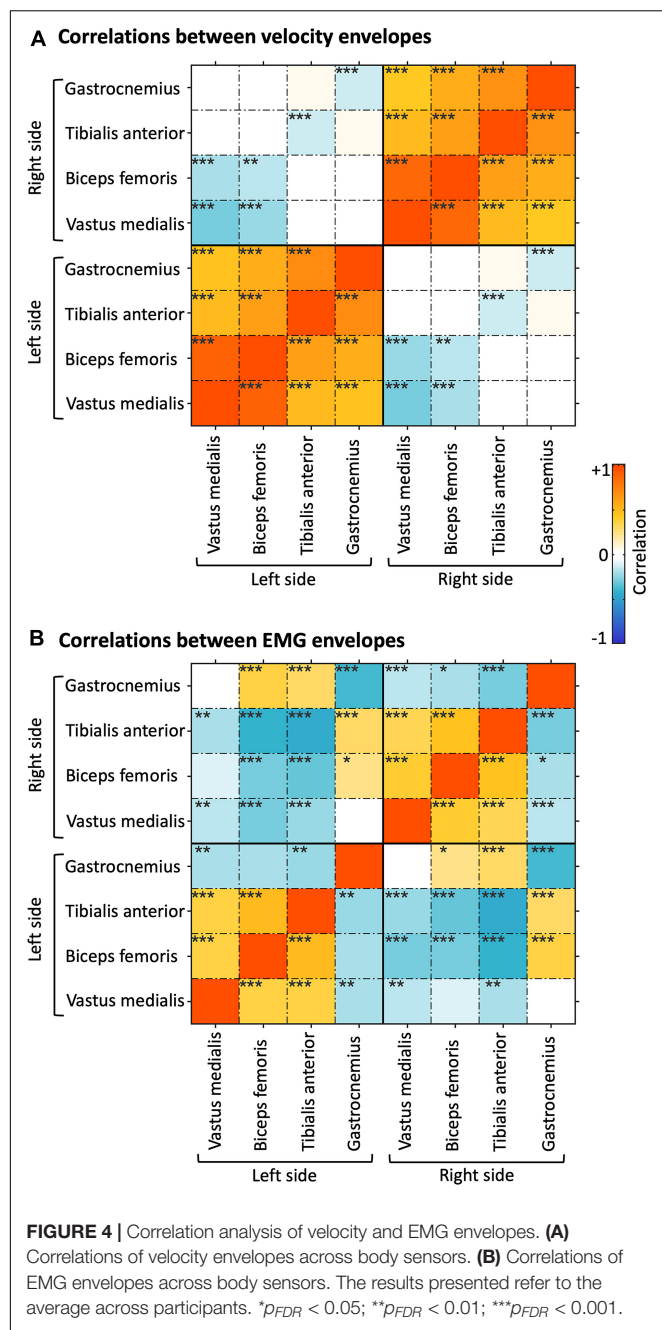 A Correlations between velocity envelopes
Right side
Gastrocnemius *** *** *** ***
Tibialis anterior *** *** *** ***
Biceps femoris *** ** *** *** ***
Vastus medialis *** *** *** *** ***
Left side
Gastrocnemius *** *** *** ***
Tibialis anterior *** *** *** ***
Biceps femoris *** *** *** *** **
Vastus medialis *** *** *** *** ***
Vastus medialis
Biceps femoris
Tibialis anterior
Gastrocnemius
Vastus medialis
Biceps femoris
Tibialis anterior
Gastrocnemius
Left side
Right side
+1
0
-1
Correlation
B Correlations between EMG envelopes
Right side
Gastrocnemius *** *** *** *** * ***
Tibialis anterior ** *** *** *** *** *** ***
Biceps femoris *** *** * *** *** *
Vastus medialis ** *** *** *** *** ***
Left side
Gastrocnemius ** ** * *** ***
Tibialis anterior *** *** ** *** *** *** ***
Biceps femoris *** *** *** *** *** ***
Vastus medialis *** *** ** ** **
Vastus medialis
Biceps femoris
Tibialis anterior
Gastrocnemius
Vastus medialis
Biceps femoris
Tibialis anterior
Gastrocnemius
Left side
Right side
FIGURE 4 | Correlation analysis of velocity and EMG envelopes. (A)
Correlations of velocity envelopes across body sensors. (B) Correlations of
EMG envelopes across body sensors. The results presented refer to the
average across participants. *pFDR < 0.05; **pFDR < 0.01; ***pFDR < 0.001.